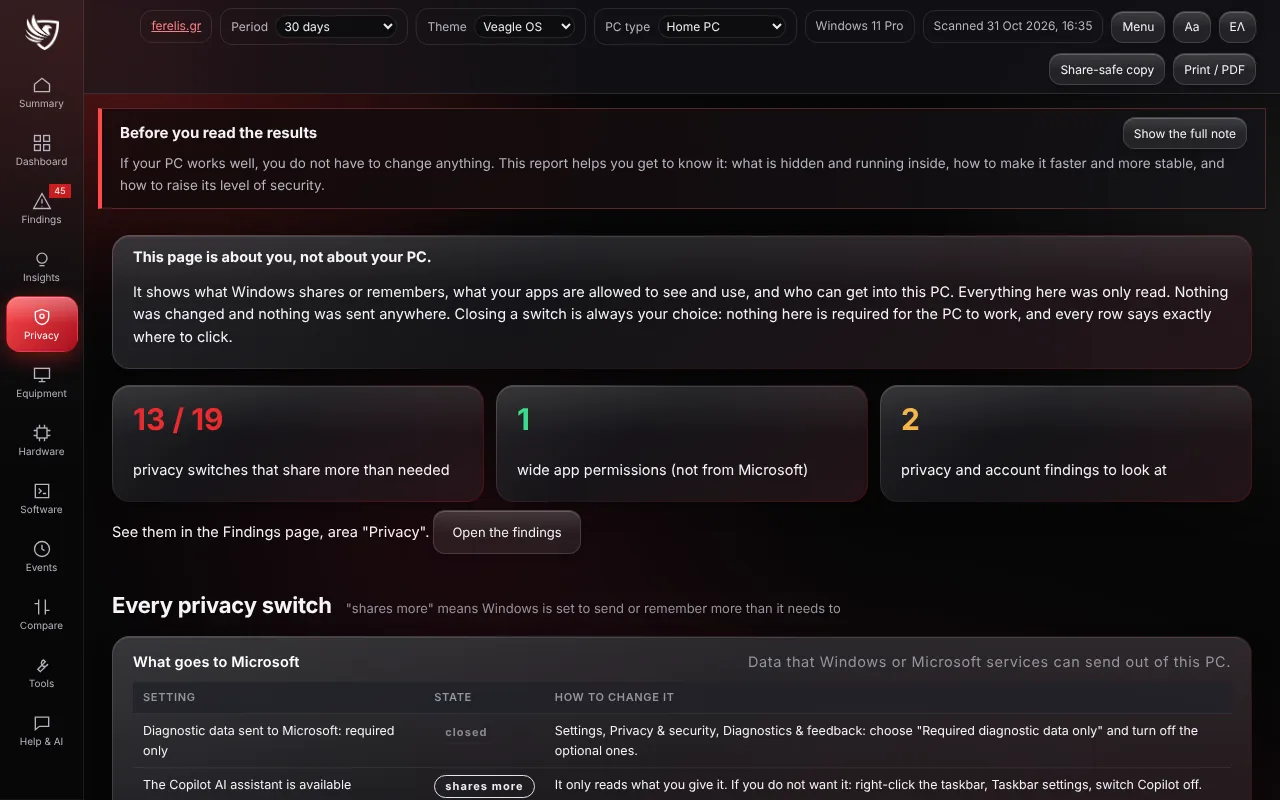 ferelis.gr
Period 30 days
Theme Veagle OS
PC type Home PC
Windows 11 Pro
Scanned 31 Oct 2026, 16:35
Menu
Aa
ΕΛ
Share-safe copy
Print / PDF
Summary
Dashboard
45
Findings
Insights
Privacy
Equipment
Hardware
Software
Events
Compare
Tools
Help & AI
Before you read the results
Show the full note
If your PC works well, you do not have to change anything. This report helps you get to know it: what is hidden and running inside, how to make it faster and more stable, and
how to raise its level of security.
This page is about you, not about your PC.
It shows what Windows shares or remembers, what your apps are allowed to see and use, and who can get into this PC. Everything here was only read. Nothing
was changed and nothing was sent anywhere. Closing a switch is always your choice: nothing here is required for the PC to work, and every row says exactly
where to click.
13 / 19
privacy switches that share more than needed
1
wide app permissions (not from Microsoft)
2
privacy and account findings to look at
See them in the Findings page, area "Privacy". Open the findings
Every privacy switch "shares more" means Windows is set to send or remember more than it needs to
What goes to Microsoft
Data that Windows or Microsoft services can send out of this PC.
SETTING STATE HOW TO CHANGE IT
Diagnostic data sent to Microsoft: required
only
closed
Settings, Privacy & security, Diagnostics & feedback: choose "Required diagnostic data only" and turn off the
optional ones.
The Copilot AI assistant is available
shares more
It only reads what you give it. If you do not want it: right-click the taskbar, Taskbar settings, switch Copilot off.